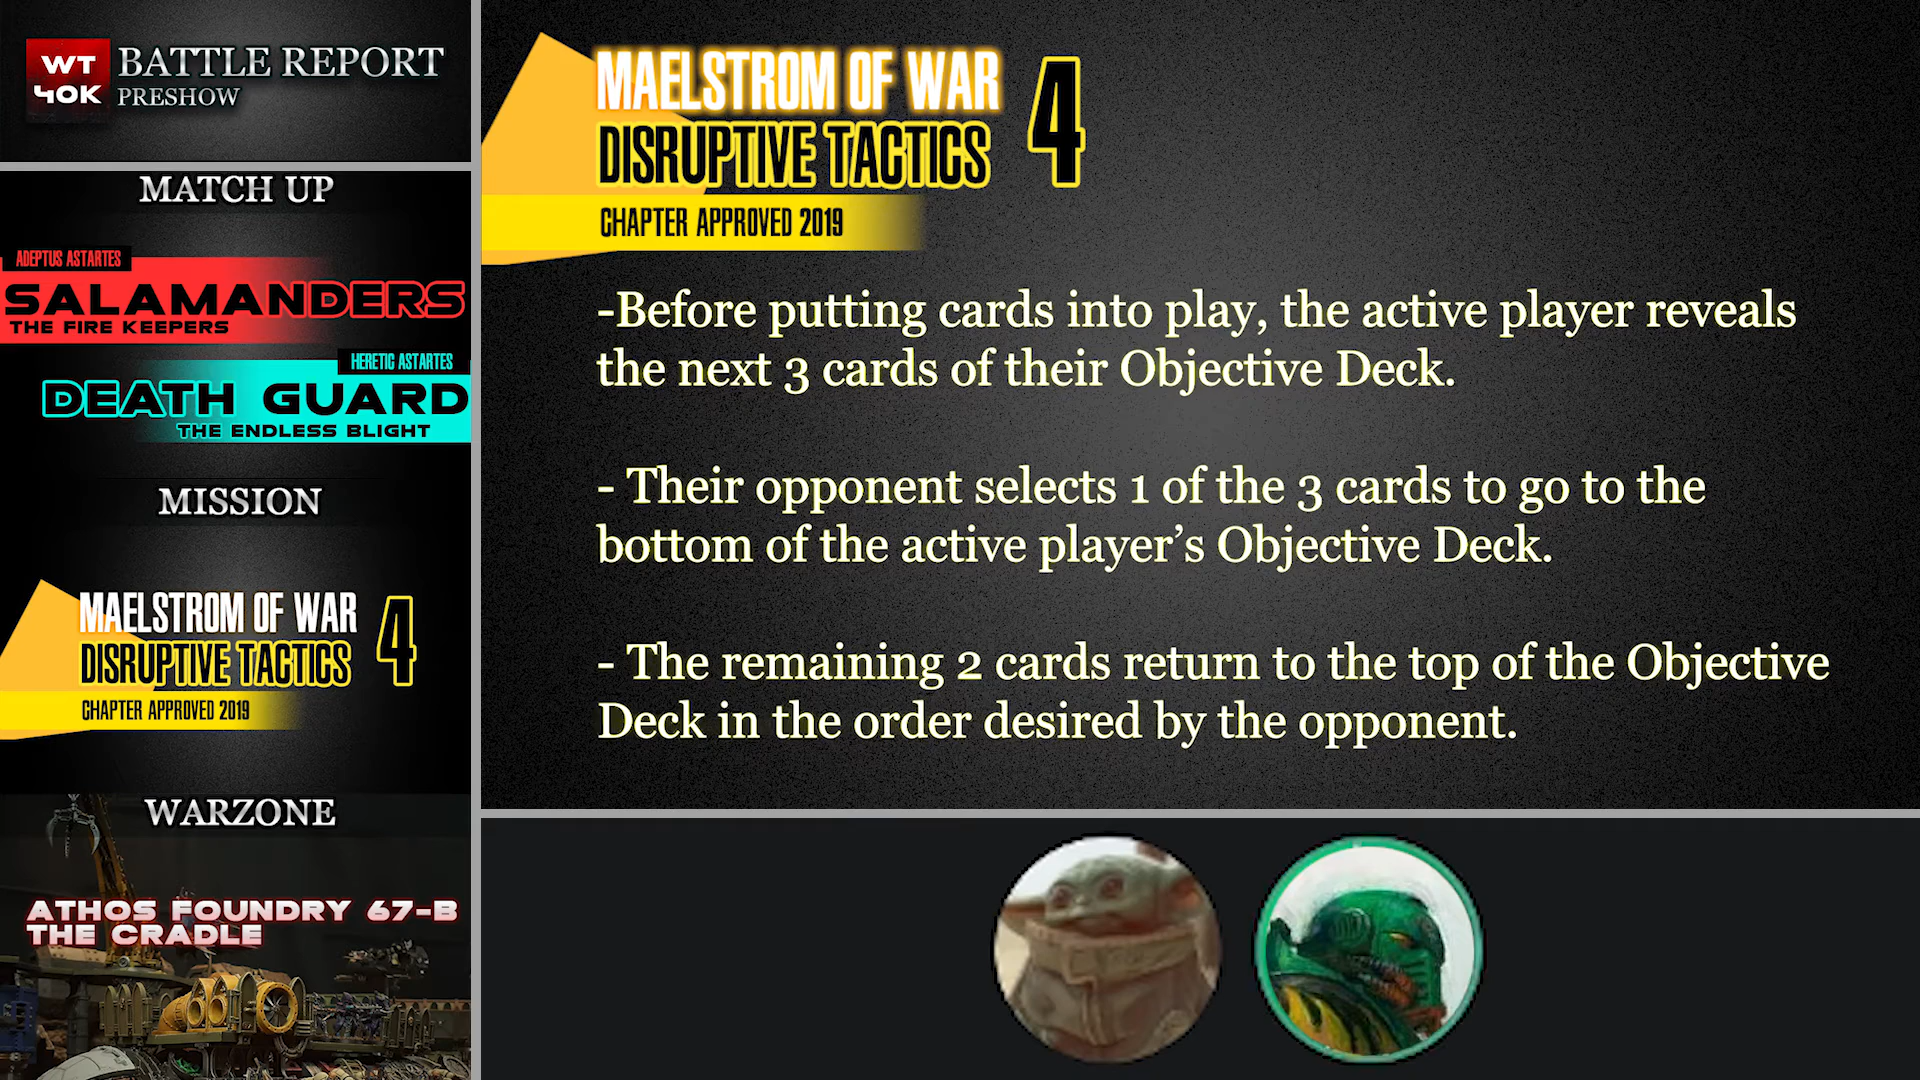 WT
40K
BATTLE REPORT
PRESHOW
MATCH UP
ADEPTUS ASTARTES
SALAMANDERS
THE FIRE KEEPERS
HERETIC ASTARTES
DEATH GUARD
THE ENDLESS BLIGHT
MISSION
MAELSTROM OF WAR
DISRUPTIVE TACTICS
4
CHAPTER APPROVED 2019
WARZONE
ATHOS FOUNDRY 67-B
THE CRADLE
MAELSTROM OF WAR
DISRUPTIVE TACTICS
4
CHAPTER APPROVED 2019
-Before putting cards into play, the active player reveals
the next 3 cards of their Objective Deck.
- Their opponent selects 1 of the 3 cards to go to the
bottom of the active player’s Objective Deck.
- The remaining 2 cards return to the top of the Objective
Deck in the order desired by the opponent.